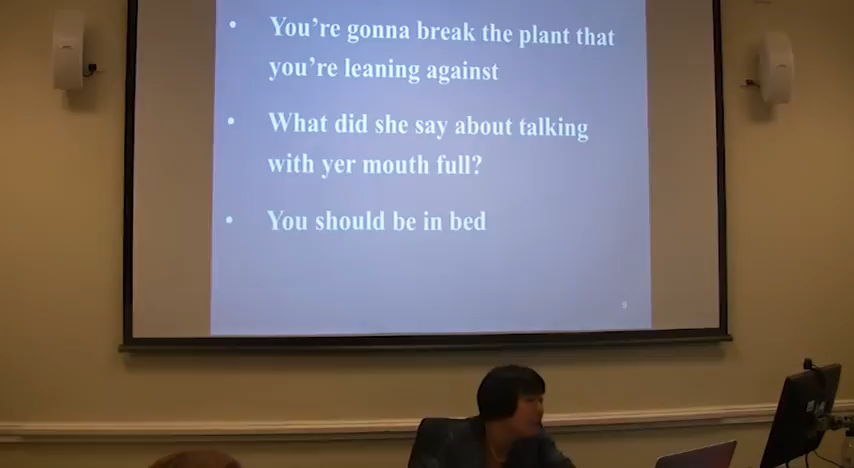 • You're gonna break the plant that
you're leaning against
• What did she say about talking
with yer mouth full?
• You should be in bed
9